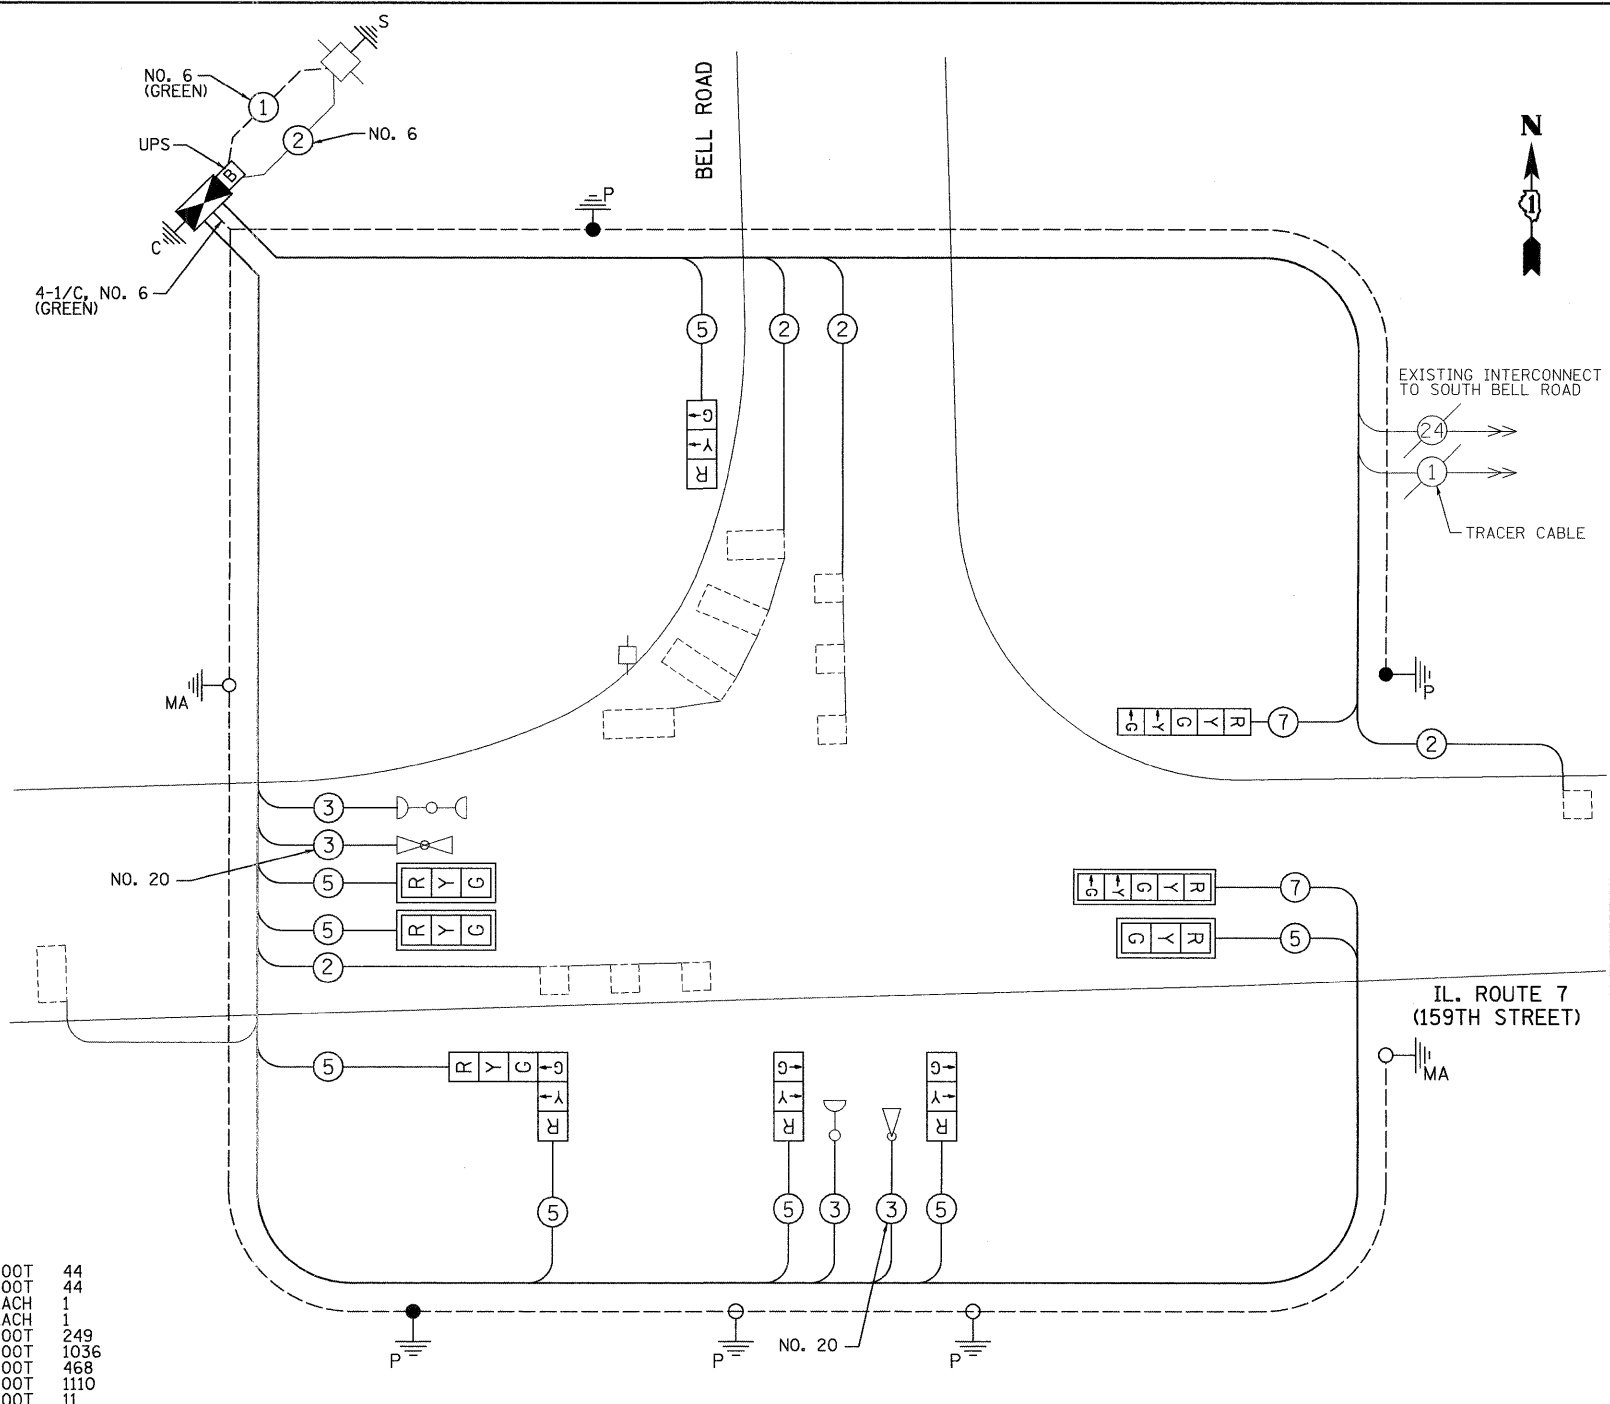 S
NO. 6
(GREEN)
1
2
NO. 6
UPS
B
C
4-1/C, NO. 6
(GREEN)
BELL ROAD
P
N
1
5
2
2
G
Y
R
EXISTING INTERCONNECT
TO SOUTH BELL ROAD
24
1
TRACER CABLE
MA
P
G Y G Y R
7
2
3
3
NO. 20
5
R Y G
5
R Y G
2
G Y G Y R
7
G Y R
5
IL. ROUTE 7
(159TH STREET)
MA
5
R Y G G
Y
R
G
Y
R
G
Y
R
5
5
3
3
5
P
P
P
NO. 20
OOT 44
OOT 44
ACH 1
ACH 1
OOT 249
OOT 1036
OOT 468
OOT 1110
OOT 11